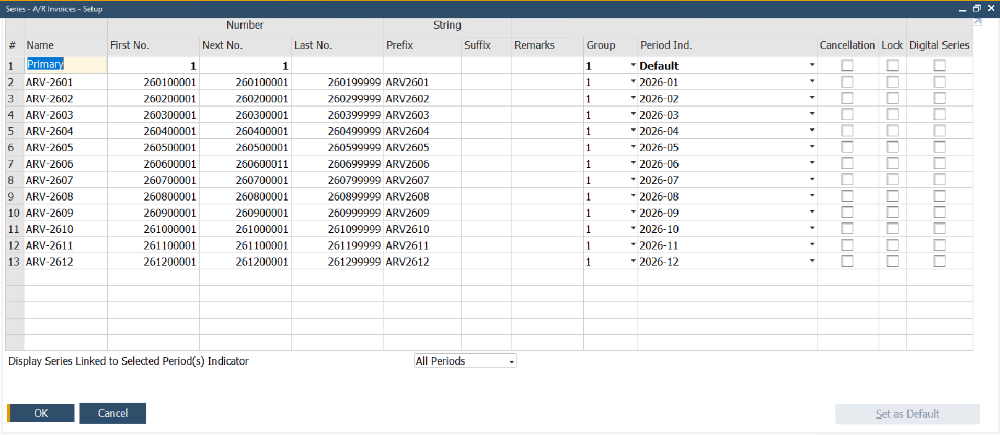 Series - A/R Invoices - Setup
Number String
# Name First No. Next No. Last No. Prefix Suffix Remarks Group Period Ind. Cancellation Lock Digital Series
1 Primary 1 1 1 Default
2 ARV-2601 260100001 260100001 260199999 ARV2601 1 2026-01
3 ARV-2602 260200001 260200001 260299999 ARV2602 1 2026-02
4 ARV-2603 260300001 260300001 260399999 ARV2603 1 2026-03
5 ARV-2604 260400001 260400001 260499999 ARV2604 1 2026-04
6 ARV-2605 260500001 260500001 260599999 ARV2605 1 2026-05
7 ARV-2606 260600001 260600011 260699999 ARV2606 1 2026-06
8 ARV-2607 260700001 260700001 260799999 ARV2607 1 2026-07
9 ARV-2608 260800001 260800001 260899999 ARV2608 1 2026-08
10 ARV-2609 260900001 260900001 260999999 ARV2609 1 2026-09
11 ARV-2610 261000001 261000001 261099999 ARV2610 1 2026-10
12 ARV-2611 261100001 261100001 261199999 ARV2611 1 2026-11
13 ARV-2612 261200001 261200001 261299999 ARV2612 1 2026-12
Display Series Linked to Selected Period(s) Indicator All Periods
OK Cancel Set as Default